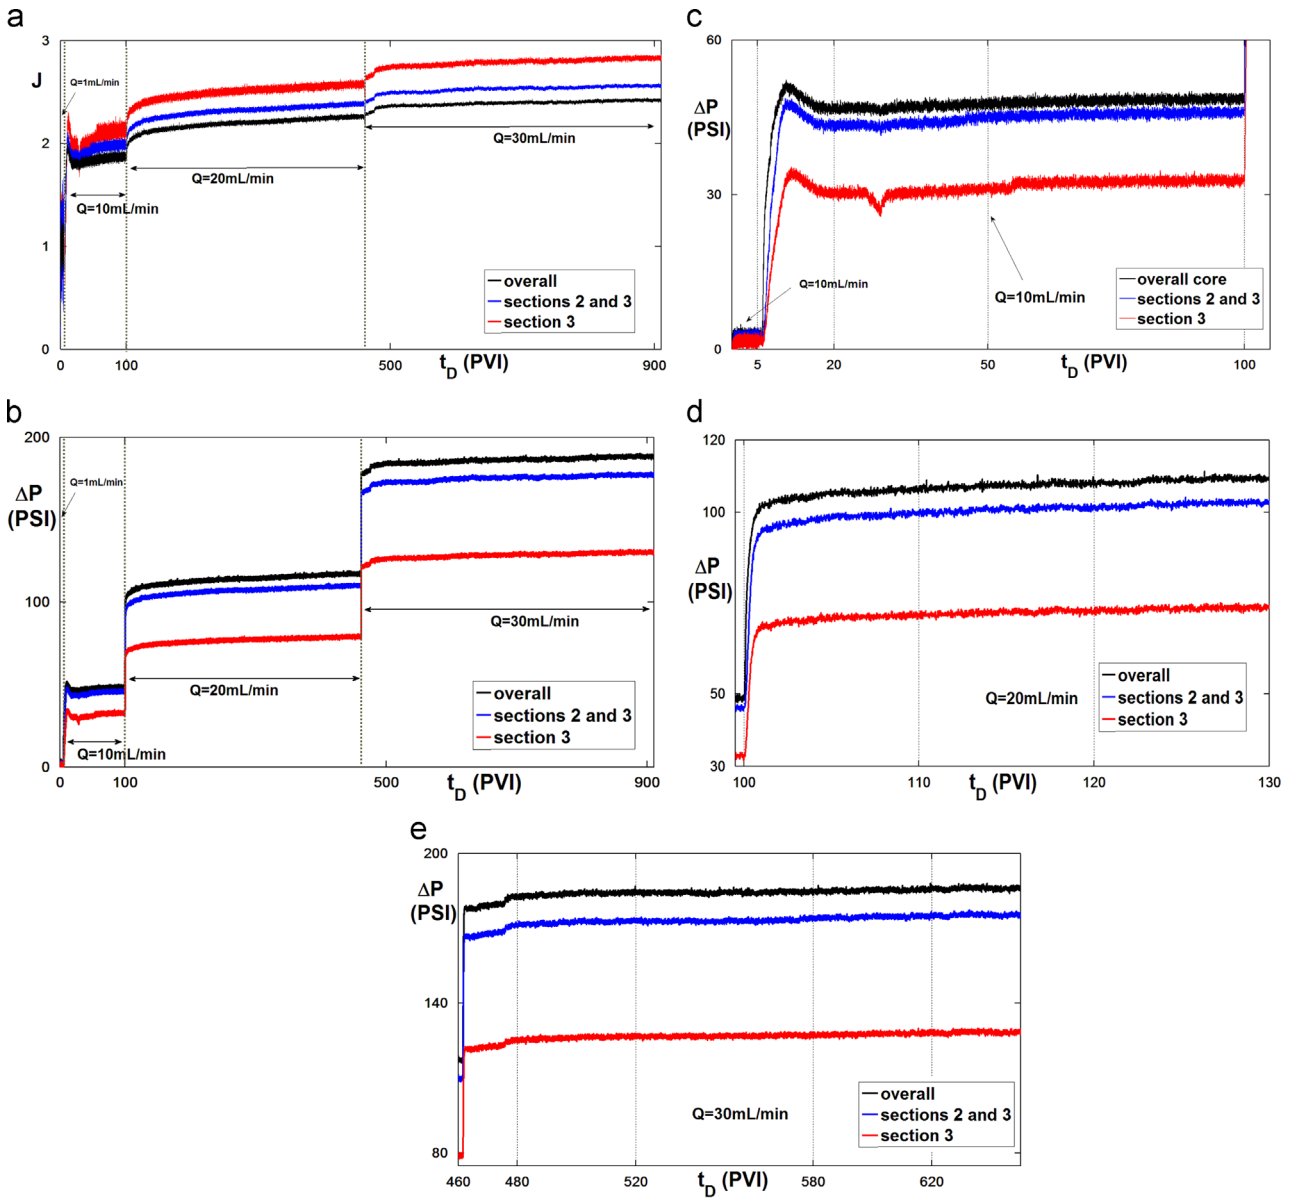 a
3
J
Q=1mL/min
2
Q=30mL/min
Q=20mL/min
Q=10mL/min
1
overall
sections 2 and 3
section 3
0
0 100 500 900
tD (PVI)
c
60
ΔP
(PSI)
30
Q=10mL/min
Q=10mL/min
overall core
sections 2 and 3
section 3
0
5 20 50 100
tD (PVI)
b
200
ΔP
(PSI)
Q=1mL/min
100
Q=30mL/min
Q=20mL/min
Q=10mL/min
overall
sections 2 and 3
section 3
0
0 100 500 900
tD (PVI)
d
120
100
ΔP
(PSI)
50
Q=20mL/min
overall
sections 2 and 3
section 3
30
100 110 120 130
tD (PVI)
e
200
ΔP
(PSI)
140
Q=30mL/min
overall
sections 2 and 3
section 3
80
460 480 520 580 620
tD (PVI)